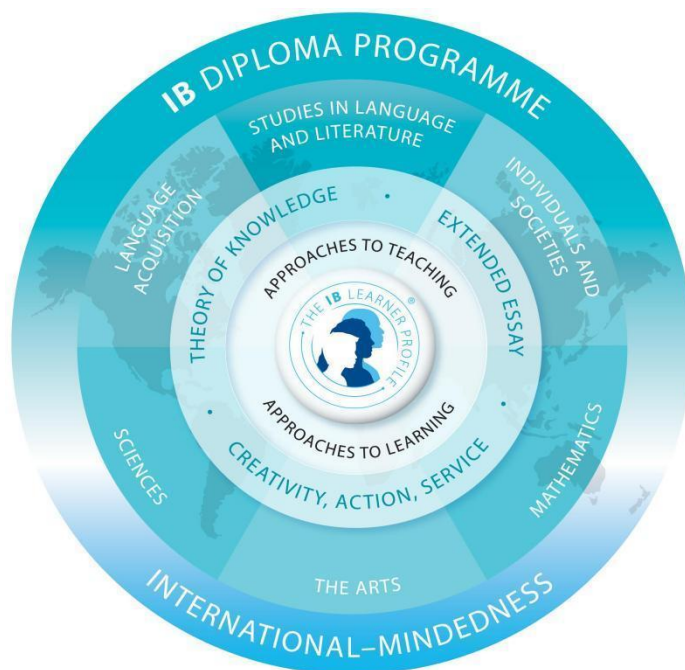 IB DIPLOMA PROGRAMME
STUDIES IN LANGUAGE
AND LITERATURE
INDIVIDUALS AND
SOCIETIES
MATHEMATICS
THE ARTS
SCIENCES
LANGUAGE
ACQUISITION
THEORY OF KNOWLEDGE
·
EXTENDED ESSAY
·
CREATIVITY, ACTION, SERVICE
·
APPROACHES TO TEACHING
THE IB LEARNER PROFILE
®
APPROACHES TO LEARNING
INTERNATIONAL–MINDEDNESS